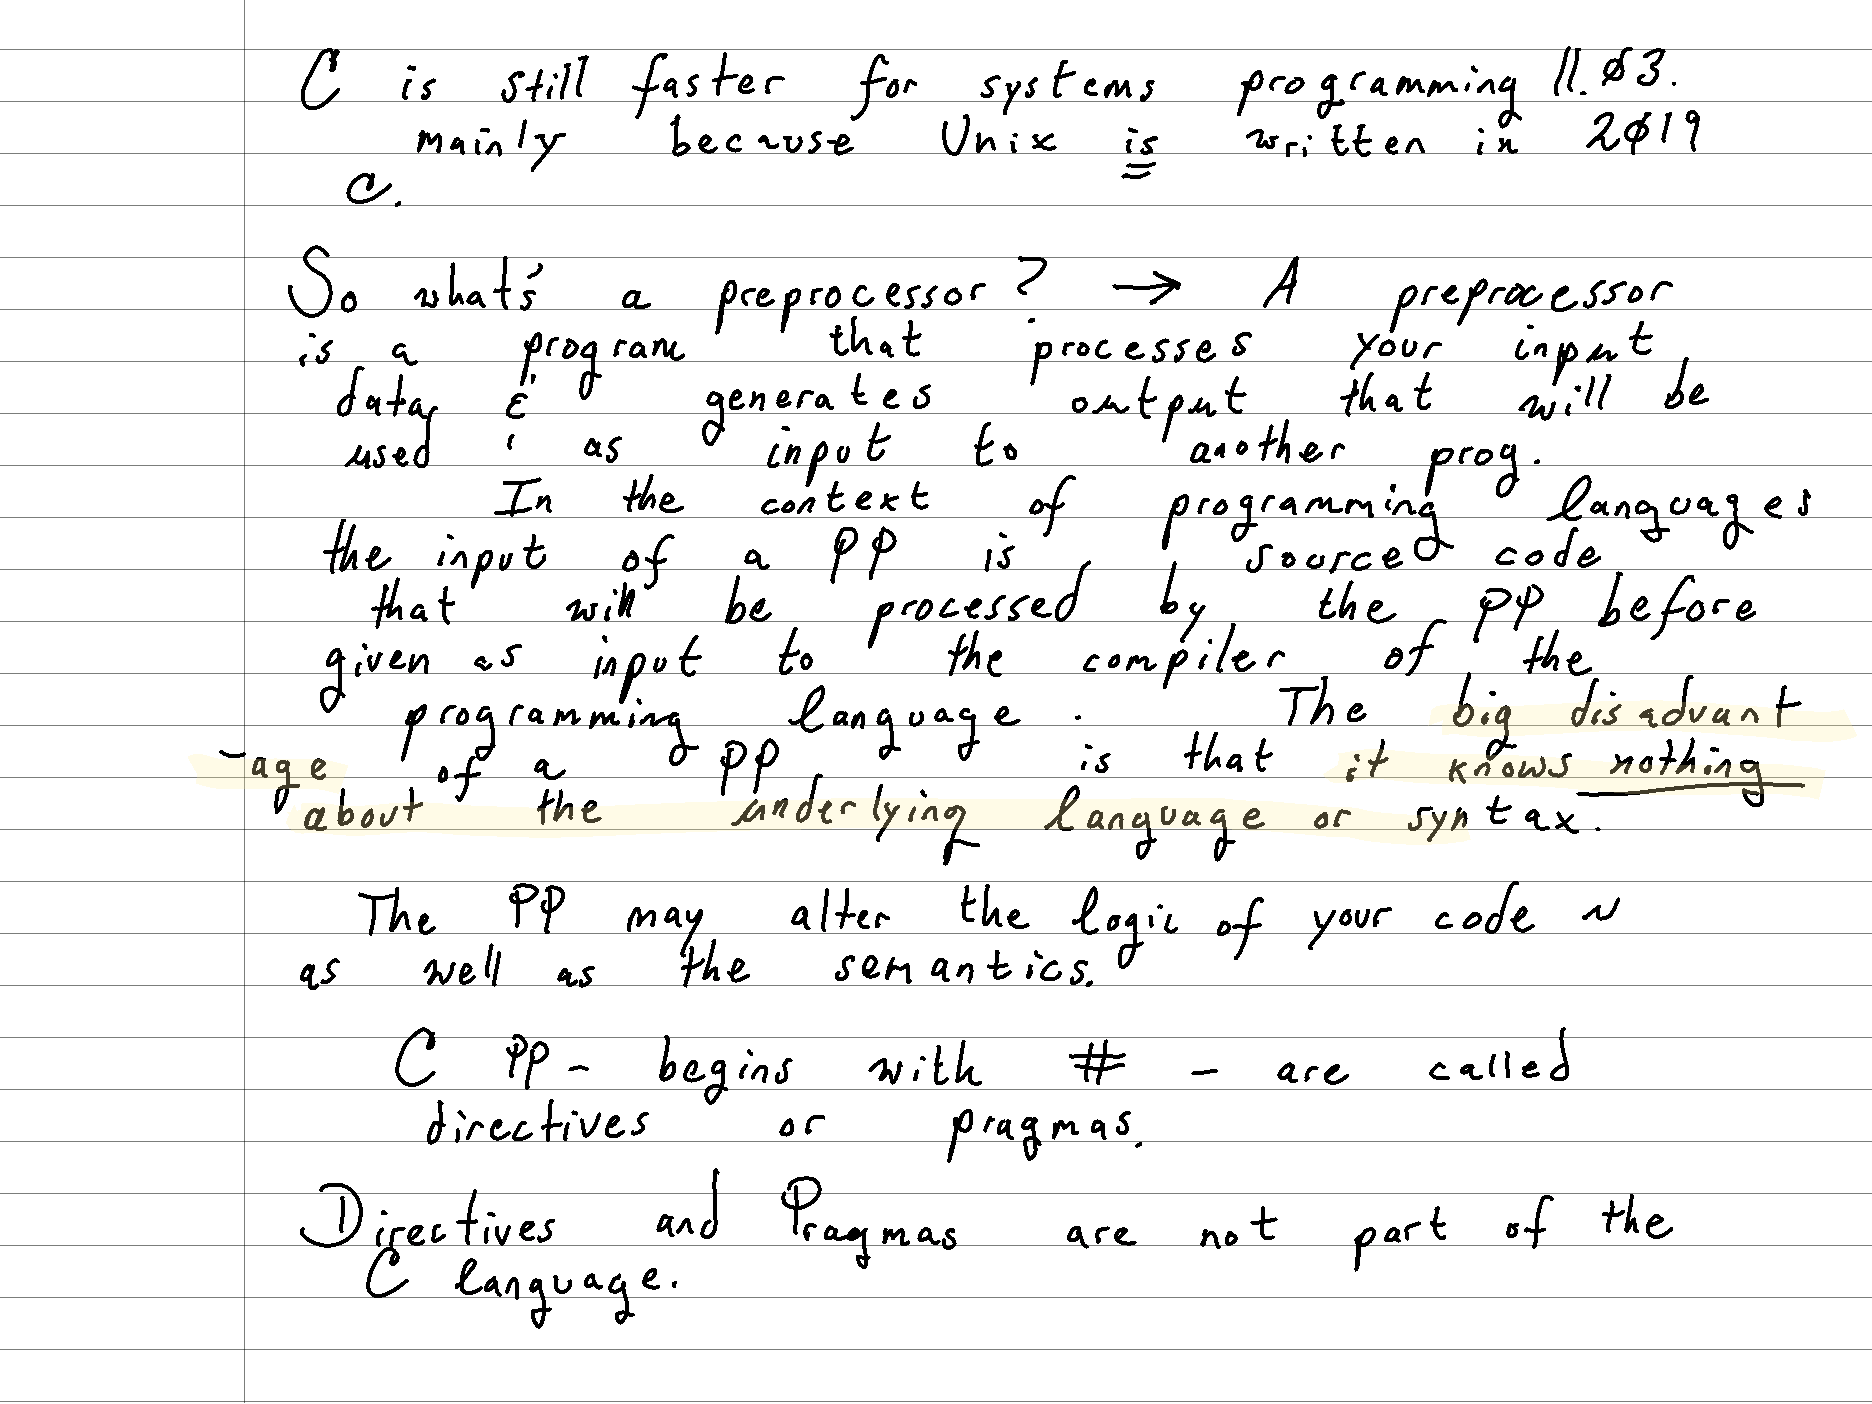 C is still faster for systems programming 11.03.
mainly because Unix is written in 2019
C.
So what's a preprocessor? → A preprocessor
is a program that processes your input
data, & generates output that will be
used as input to another prog.
In the context of programming languages
the input of a PP is source code
that will be processed by the PP before
given as input to the compiler of the
programming language. The big disadvant
-age of a PP is that it knows nothing
about the underlying language or syntax.
The PP may alter the logic of your code ~
as well as the semantics.
C PP - begins with # - are called
directives or pragmas.
Directives and Pragmas are not part of the
C language.